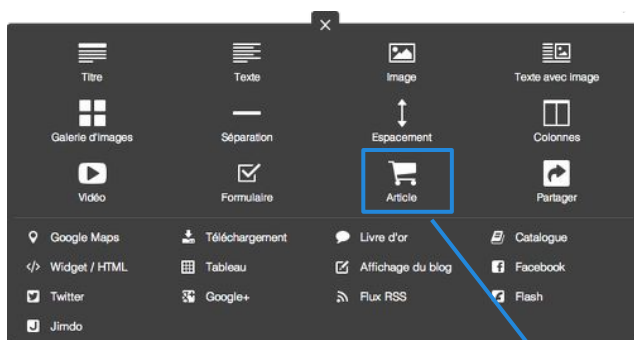 Titre Texte Image Texte avec image
Galerie d'images Séparation Espacement Colonnes
Vidéo Formulaire Article Partager
Google Maps Téléchargement Livre d'or Catalogue
</> Widget / HTML Tableau Affichage du blog Facebook
Twitter Google+ Flux RSS Flash
Jimdo